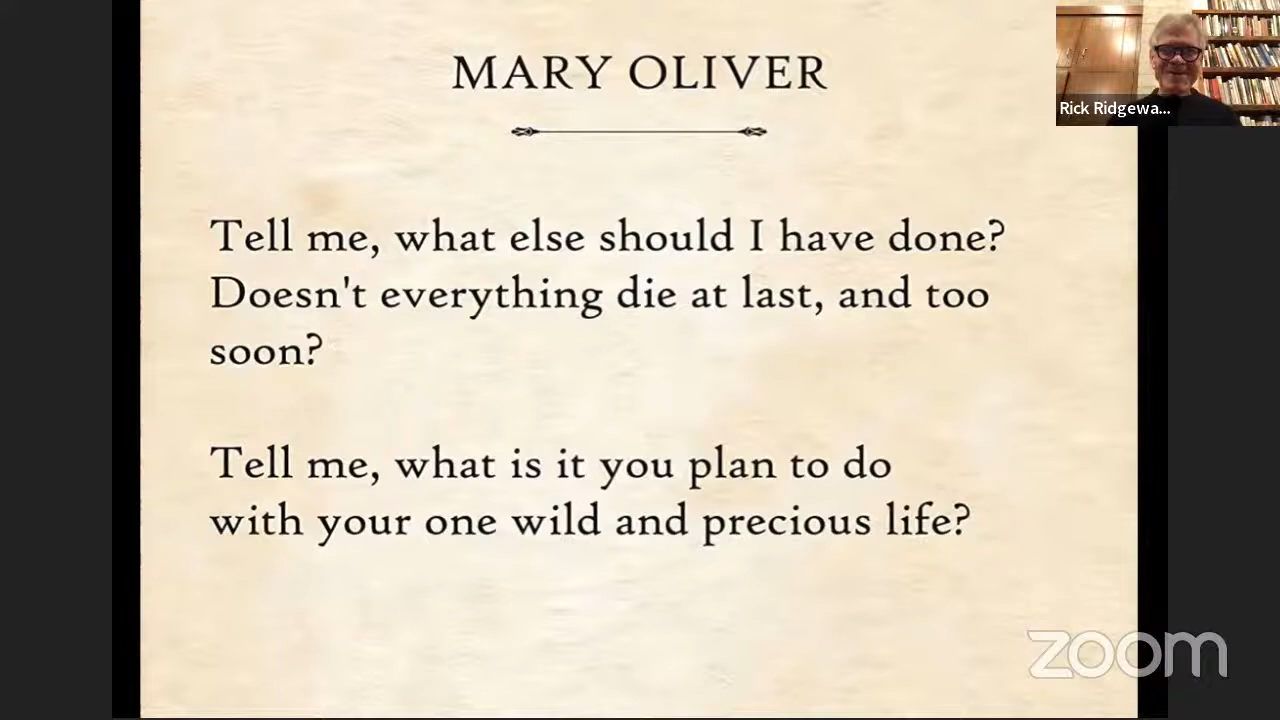 MARY OLIVER
Rick Ridgewa...
Tell me, what else should I have done?
Doesn't everything die at last, and too
soon?
Tell me, what is it you plan to do
with your one wild and precious life?
zoom